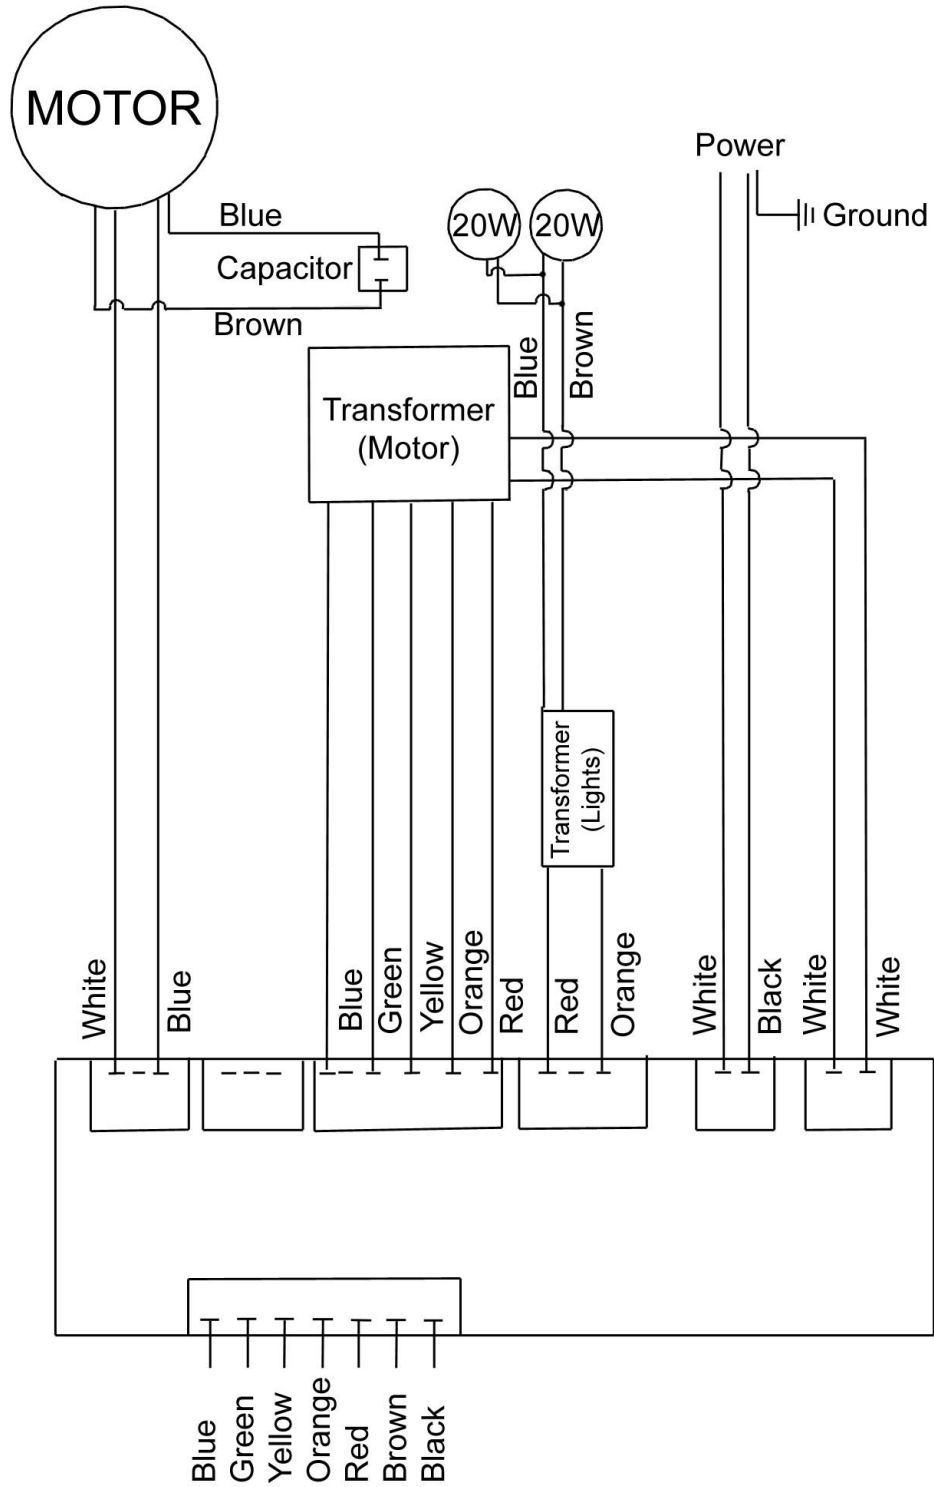 MOTOR
Power
Blue
20W
20W
Ground
Capacitor
Brown
Blue
Brown
Transformer
(Motor)
Transformer
(Lights)
White
Blue
Blue
Green
Yellow
Orange
Red
Red
Orange
White
Black
White
White
Blue
Green
Yellow
Orange
Red
Brown
Black